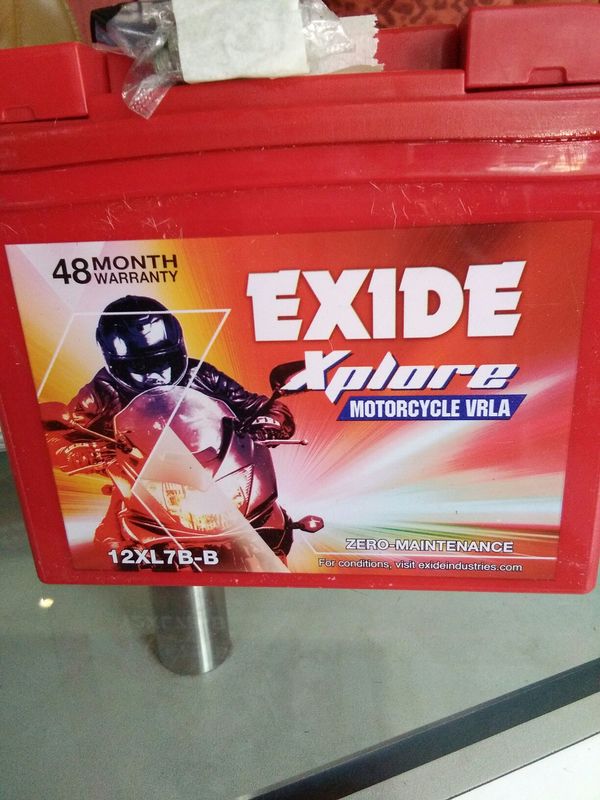 48 MONTH
WARRANTY
EXIDE
Xplore
MOTORCYCLE VRLA
12XL7B-B
ZERO-MAINTENANCE
For conditions, visit exideindustries.com